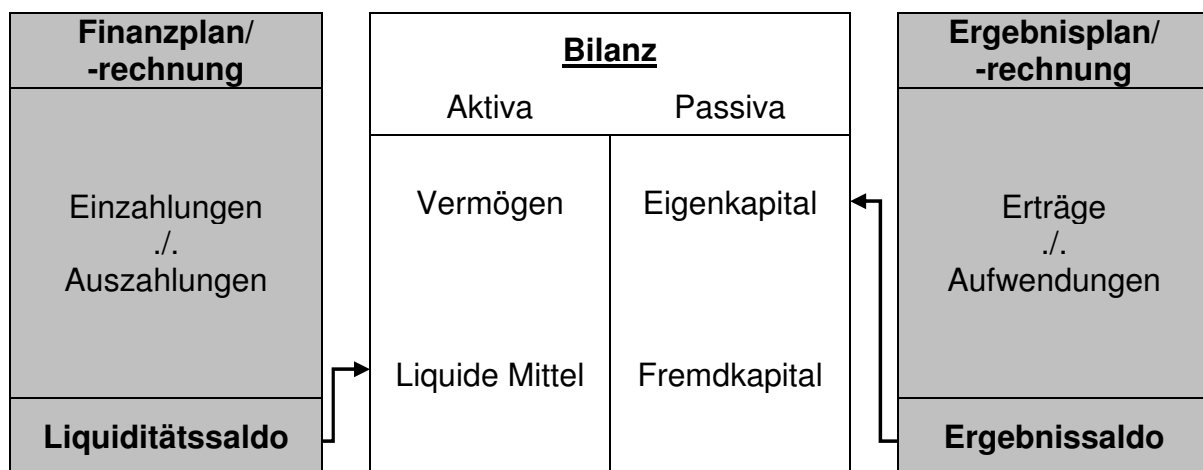 Finanzplan/
-rechnung
Einzahlungen
./.
Auszahlungen
Liquiditätssaldo
Bilanz
Aktiva Passiva
Vermögen Eigenkapital
Liquide Mittel Fremdkapital
Ergebnisplan/
-rechnung
Erträge
./.
Aufwendungen
Ergebnissaldo